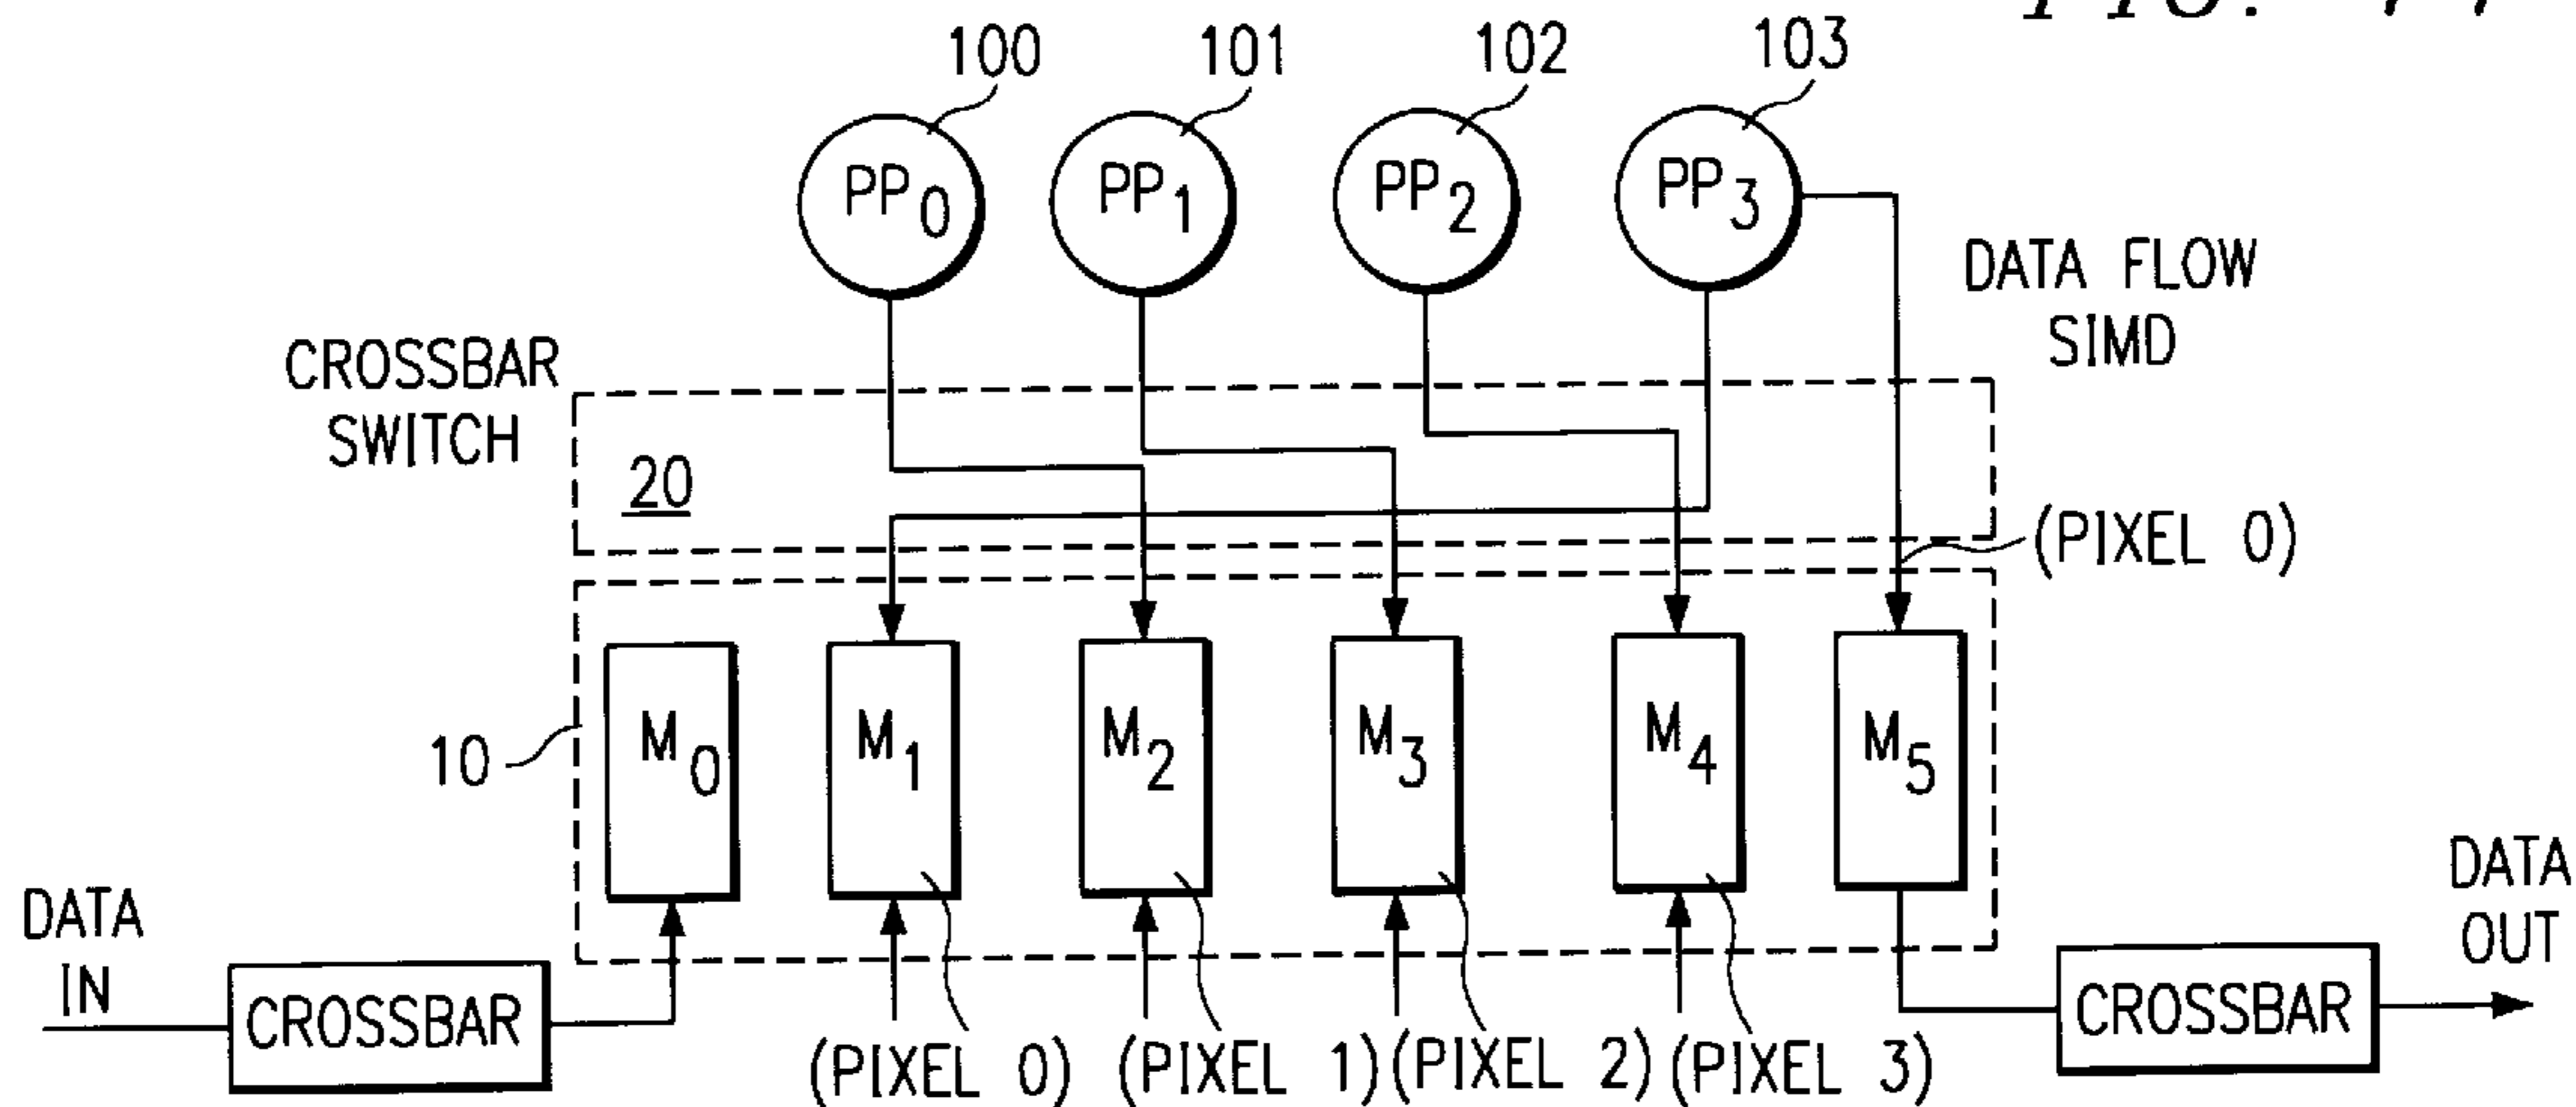 100
101
102
103
PP0
PP1
PP2
PP3
DATA FLOW
SIMD
CROSSBAR
SWITCH
20
(PIXEL 0)
10
M0
M1
M2
M3
M4
M5
DATA
IN
CROSSBAR
(PIXEL 0)
(PIXEL 1)
(PIXEL 2)
(PIXEL 3)
CROSSBAR
DATA
OUT